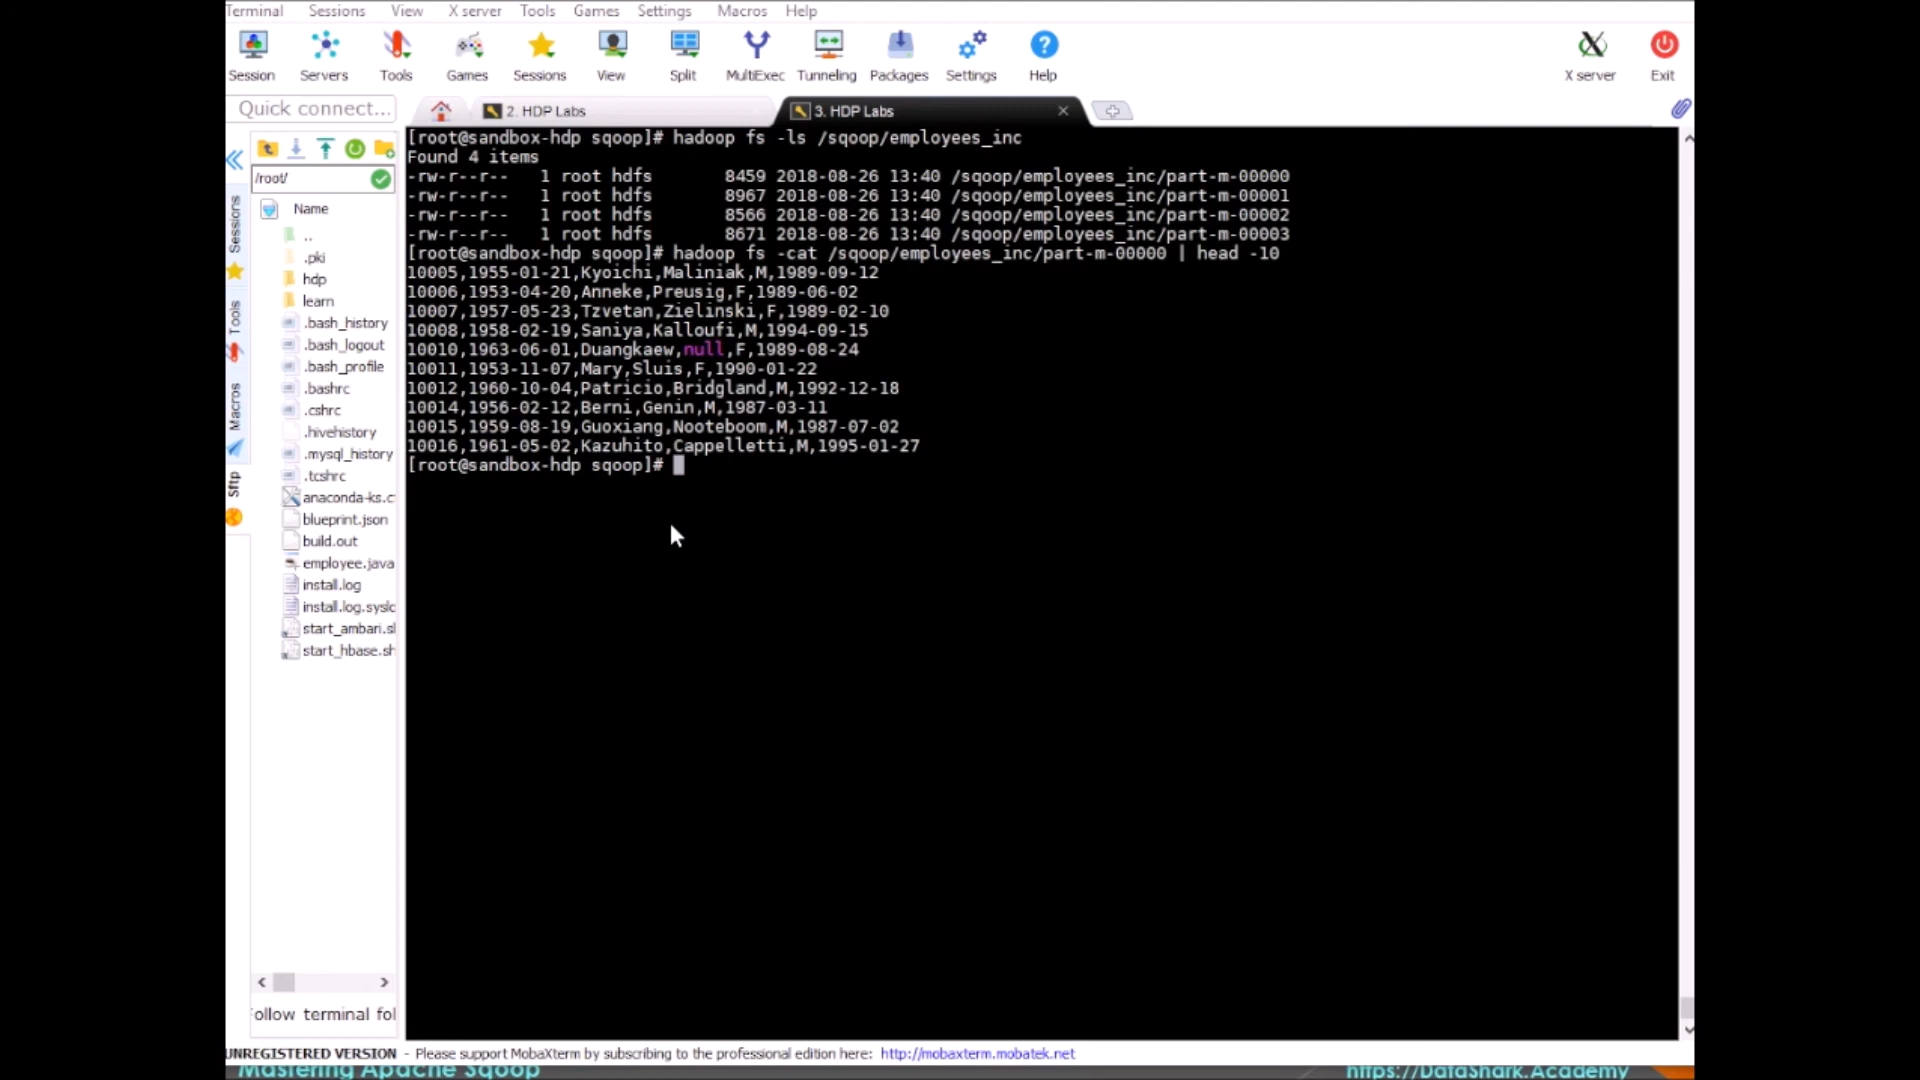 Terminal Sessions View X server Tools Games Settings Macros Help
Session Servers Tools Games Sessions View Split MultiExec Tunneling Packages Settings Help X server Exit
Quick connect... 2. HDP Labs 3. HDP Labs
/root/
Name
..
.pki
hdp
learn
.bash_history
.bash_logout
.bash_profile
.bashrc
.cshrc
.hivehistory
.mysql_history
.tcshrc
anaconda-ks.c
blueprint.json
build.out
employee.java
install.log
install.log.syslo
start_ambari.sl
start_hbase.sh
ollow terminal fol
Sessions
Tools
Macros
Sftp
[root@sandbox-hdp sqoop]# hadoop fs -ls /sqoop/employees_inc
Found 4 items
-rw-r--r-- 1 root hdfs 8459 2018-08-26 13:40 /sqoop/employees_inc/part-m-00000
-rw-r--r-- 1 root hdfs 8967 2018-08-26 13:40 /sqoop/employees_inc/part-m-00001
-rw-r--r-- 1 root hdfs 8566 2018-08-26 13:40 /sqoop/employees_inc/part-m-00002
-rw-r--r-- 1 root hdfs 8671 2018-08-26 13:40 /sqoop/employees_inc/part-m-00003
[root@sandbox-hdp sqoop]# hadoop fs -cat /sqoop/employees_inc/part-m-00000 | head -10
10005,1955-01-21,Kyoichi,Maliniak,M,1989-09-12
10006,1953-04-20,Anneke,Preusig,F,1989-06-02
10007,1957-05-23,Tzvetan,Zielinski,F,1989-02-10
10008,1958-02-19,Saniya,Kalloufi,M,1994-09-15
10010,1963-06-01,Duangkaew,null,F,1989-08-24
10011,1953-11-07,Mary,Sluis,F,1990-01-22
10012,1960-10-04,Patricio,Bridgland,M,1992-12-18
10014,1956-02-12,Berni,Genin,M,1987-03-11
10015,1959-08-19,Guoxiang,Nooteboom,M,1987-07-02
10016,1961-05-02,Kazuhito,Cappelletti,M,1995-01-27
[root@sandbox-hdp sqoop]#
UNREGISTERED VERSION - Please support MobaXterm by subscribing to the professional edition here: http://mobaxterm.mobatek.net
Mastering Apache Sqoop https://DataShark.Academy